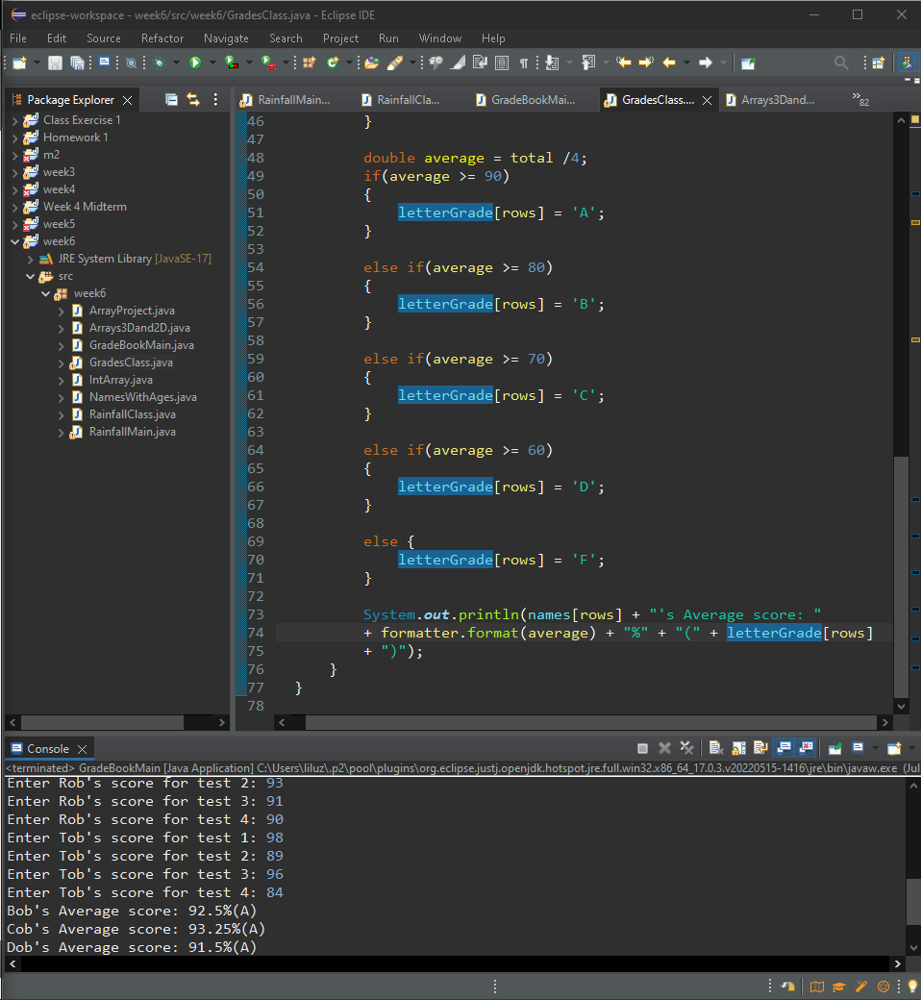 eclipse-workspace - week6/src/week6/GradesClass.java - Eclipse IDE
File Edit Source Refactor Navigate Search Project Run Window Help
Package Explorer
RainfallMain...
RainfallCla...
GradeBookMai...
GradesClass....
Arrays3Dand...
»82
Class Exercise 1
Homework 1
m2
week3
week4
Week 4 Midterm
week5
week6
JRE System Library [JavaSE-17]
src
week6
ArrayProject.java
Arrays3Dand2D.java
GradeBookMain.java
GradesClass.java
IntArray.java
NamesWithAges.java
RainfallClass.java
RainfallMain.java
46 }
47
48 double average = total /4;
49 if(average >= 90)
50 {
51 letterGrade[rows] = 'A';
52 }
53
54 else if(average >= 80)
55 {
56 letterGrade[rows] = 'B';
57 }
58
59 else if(average >= 70)
60 {
61 letterGrade[rows] = 'C';
62 }
63
64 else if(average >= 60)
65 {
66 letterGrade[rows] = 'D';
67 }
68
69 else {
70 letterGrade[rows] = 'F';
71 }
72
73 System.out.println(names[rows] + "'s Average score: "
74 + formatter.format(average) + "%" + "(" + letterGrade[rows]
75 + ")");
76 }
77 }
78
Console
<terminated> GradeBookMain [Java Application] C:\Users\liluz\.p2\pool\plugins\org.eclipse.justj.openjdk.hotspot.jre.full.win32.x86_64_17.0.3.v20220515-1416\jre\bin\javaw.exe (Jul
Enter Rob's score for test 2: 93
Enter Rob's score for test 3: 91
Enter Rob's score for test 4: 90
Enter Tob's score for test 1: 98
Enter Tob's score for test 2: 89
Enter Tob's score for test 3: 96
Enter Tob's score for test 4: 84
Bob's Average score: 92.5%(A)
Cob's Average score: 93.25%(A)
Dob's Average score: 91.5%(A)